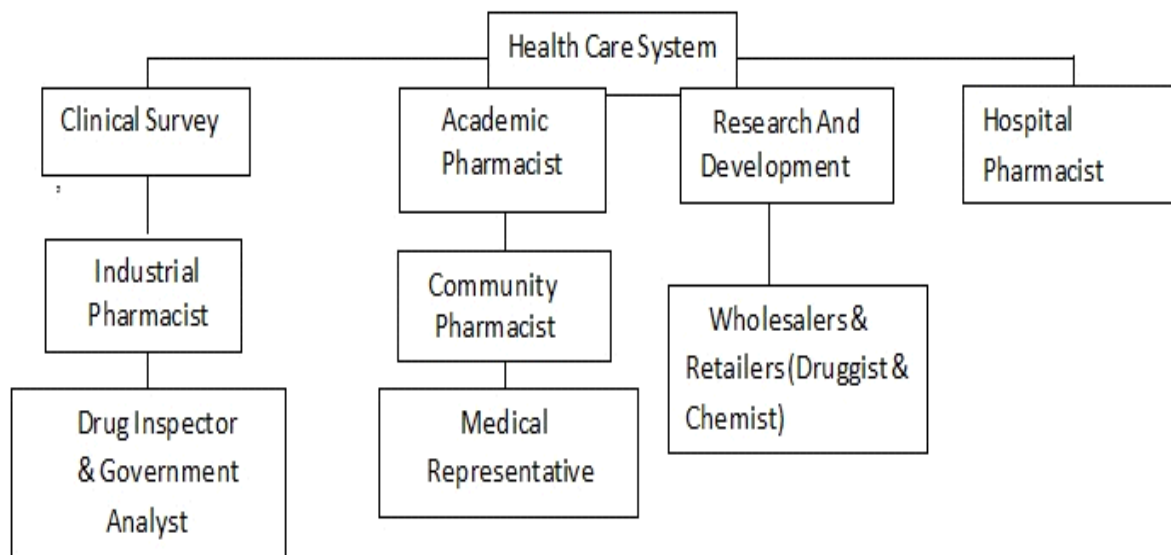 Health Care System
Clinical Survey
,
Academic
Pharmacist
Research And
Development
Hospital
Pharmacist
Industrial
Pharmacist
Community
Pharmacist
Wholesalers &
Retailers (Druggist &
Chemist)
Drug Inspector
& Government
Analyst
Medical
Representative